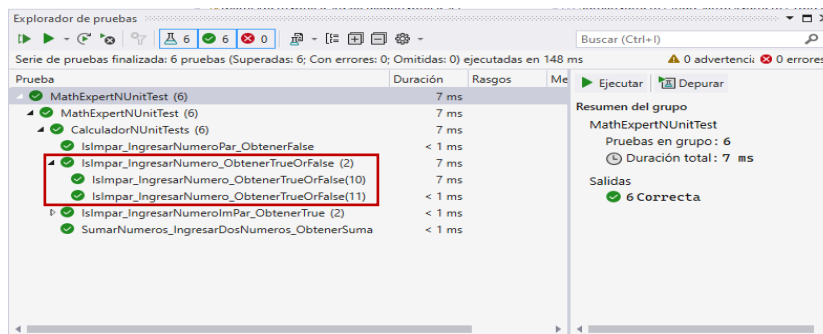 Explorador de pruebas
6 6 0
Buscar (Ctrl+I)
Serie de pruebas finalizada: 6 pruebas (Superadas: 6; Con errores: 0; Omitidas: 0) ejecutadas en 148 ms
0 advertenci 0 errores
Prueba Duración Rasgos Me
MathExpertNUnitTest (6) 7 ms
MathExpertNUnitTest (6) 7 ms
CalculadorNUnitTests (6) 7 ms
IsImpar_IngresarNumeroPar_ObtenerFalse < 1 ms
IsImpar_IngresarNumero_ObtenerTrueOrFalse (2) 7 ms
IsImpar_IngresarNumero_ObtenerTrueOrFalse(10) 7 ms
IsImpar_IngresarNumero_ObtenerTrueOrFalse(11) < 1 ms
IsImpar_IngresarNumeroImPar_ObtenerTrue (2) < 1 ms
SumarNumeros_IngresarDosNumeros_ObtenerSuma < 1 ms
Ejecutar Depurar
Resumen del grupo
MathExpertNUnitTest
Pruebas en grupo: 6
Duración total: 7 ms
Salidas
6 Correcta